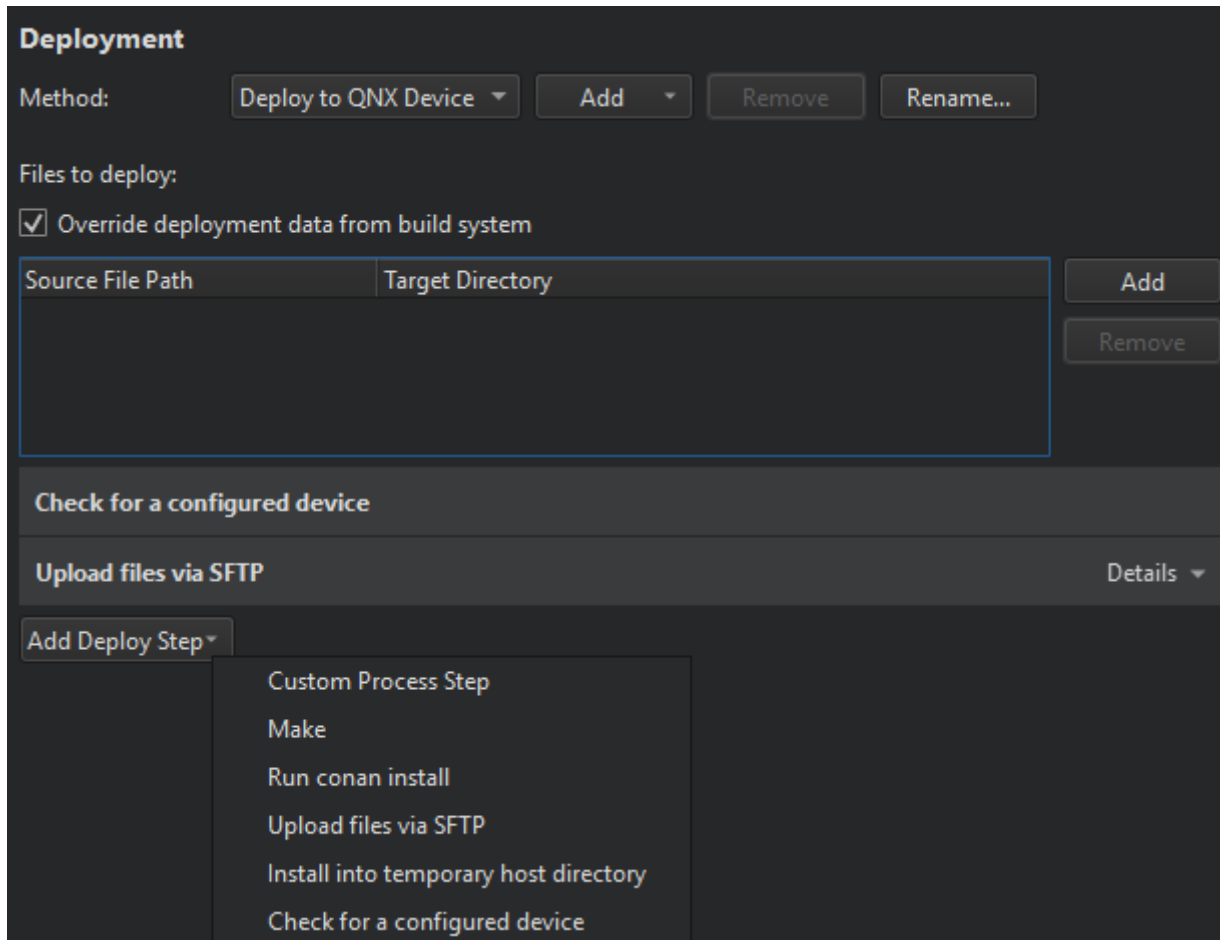 Deployment
Method: Deploy to QNX Device Add Remove Rename...
Files to deploy:
Override deployment data from build system
Source File Path Target Directory Add
Remove
Check for a configured device
Upload files via SFTP Details
Add Deploy Step
Custom Process Step
Make
Run conan install
Upload files via SFTP
Install into temporary host directory
Check for a configured device